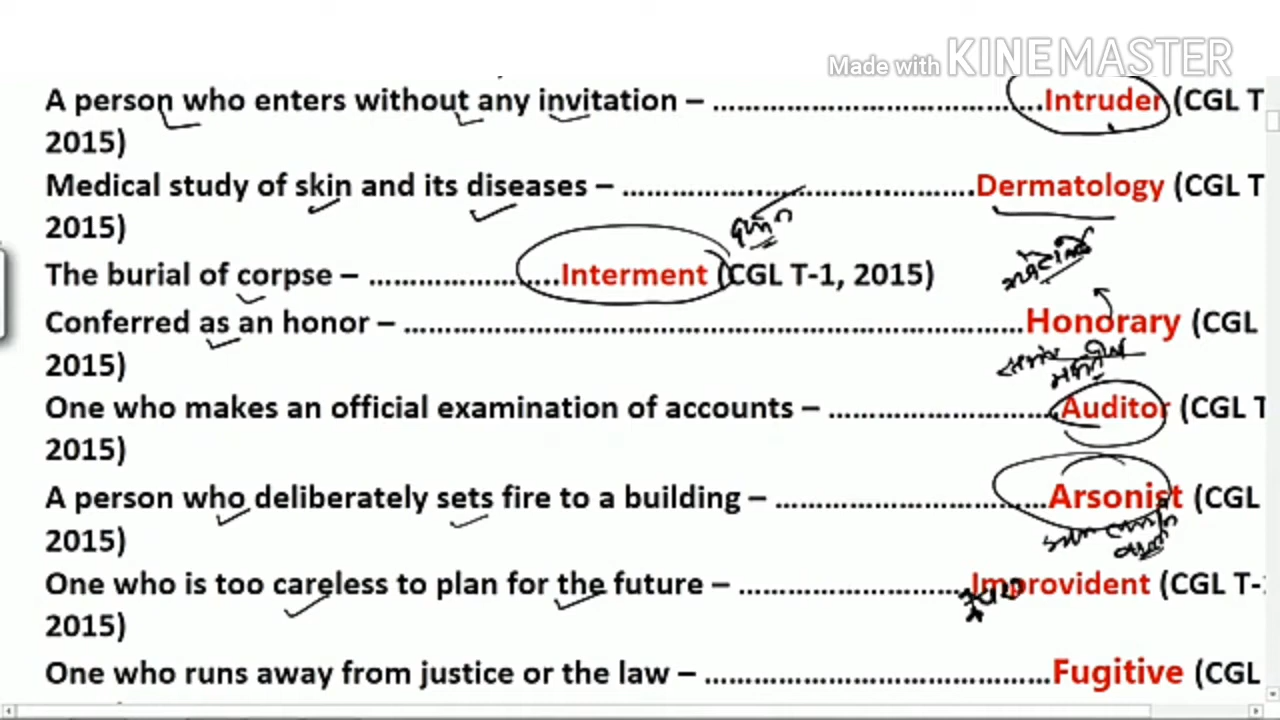 Made with KINEMASTER
A person who enters without any invitation – ........................................Intruder (CGL T
2015)
Medical study of skin and its diseases – ...........................................Dermatology (CGL T
2015)
The burial of corpse – .......................Interment (CGL T-1, 2015)
Conferred as an honor – ..........................................................................Honorary (CGL
2015)
One who makes an official examination of accounts – ............................Auditor (CGL T
2015)
A person who deliberately sets fire to a building – .................................Arsonist (CGL
2015)
One who is too careless to plan for the future – ............................Improvident (CGL T-
2015)
One who runs away from justice or the law – .........................................Fugitive (CGL